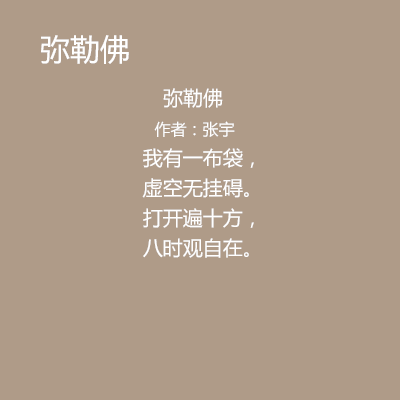 弥勒佛
弥勒佛
作者：张宇
我有一布袋，
虚空无挂碍。
打开遍十方，
八时观自在。